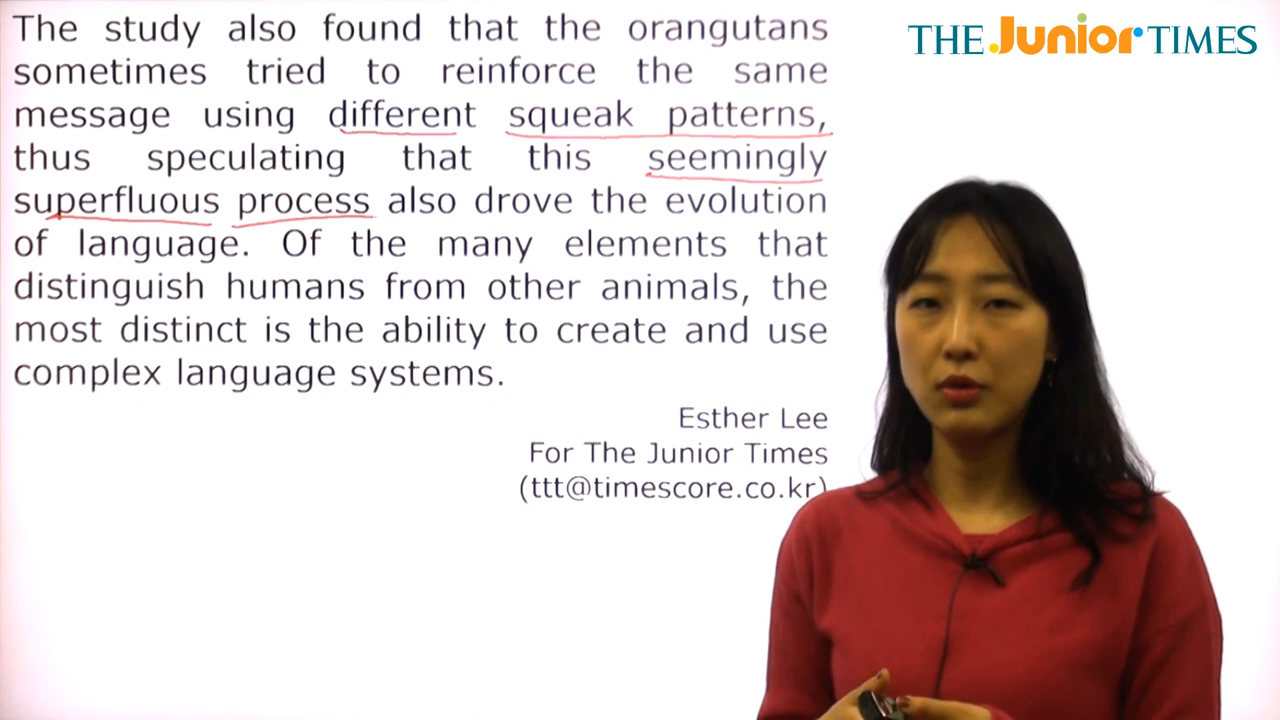 The study also found that the orangutans
sometimes tried to reinforce the same
message using different squeak patterns,
thus speculating that this seemingly
superfluous process also drove the evolution
of language. Of the many elements that
distinguish humans from other animals, the
most distinct is the ability to create and use
complex language systems.
Esther Lee
For The Junior Times
(ttt@timescore.co.kr)
THE Junior TIMES